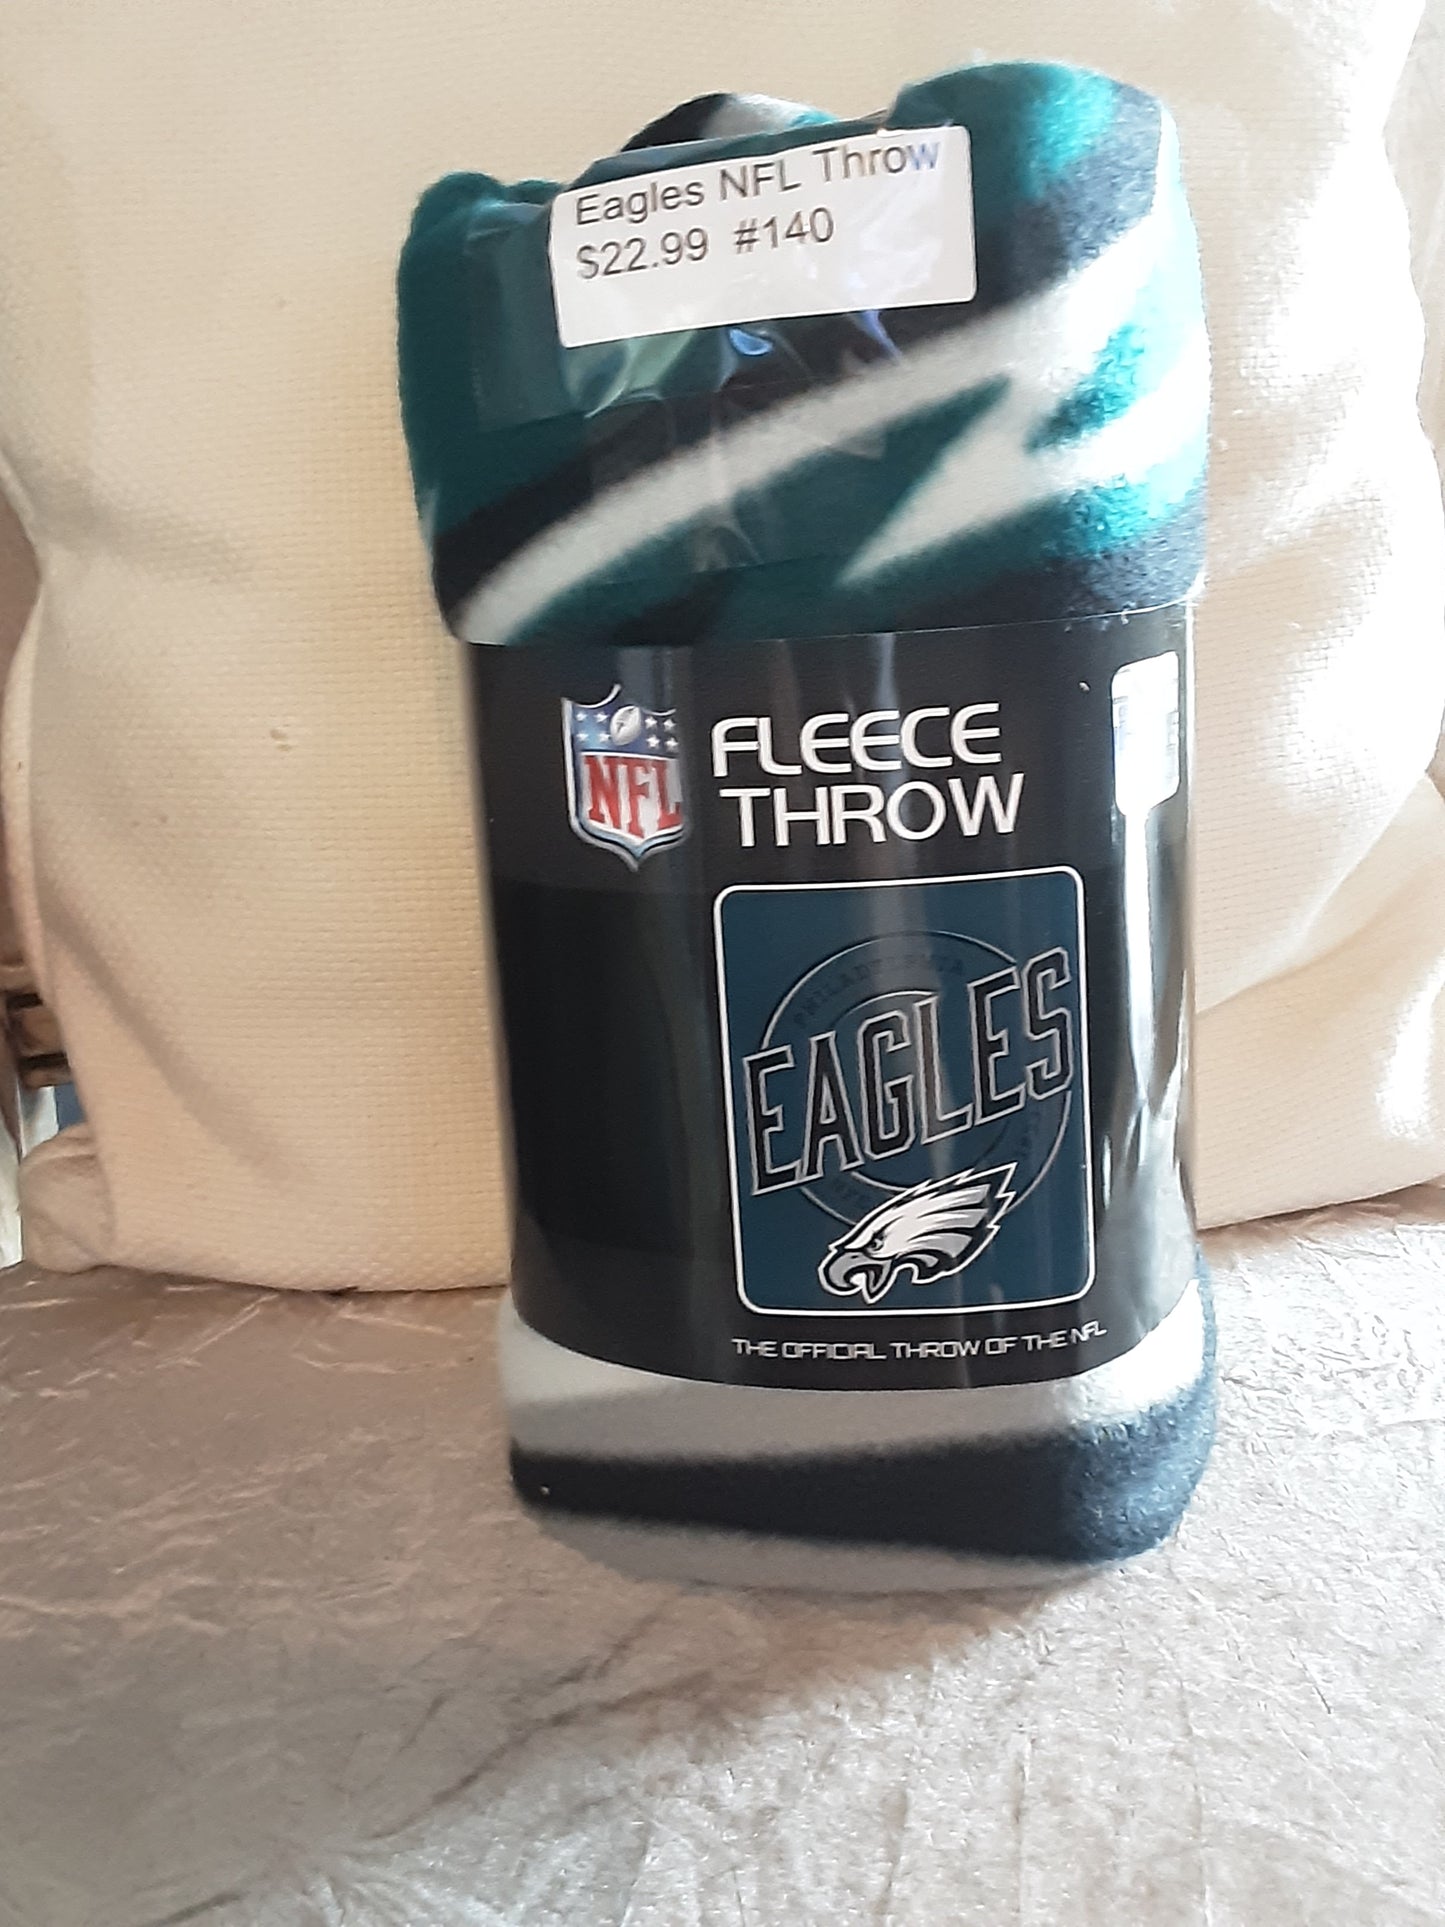 Eagles NFL Throw
$22.99 #140
NFL
FLEECE
THROW
PHILADELPHIA
EAGLES
THE OFFICIAL THROW OF THE NFL